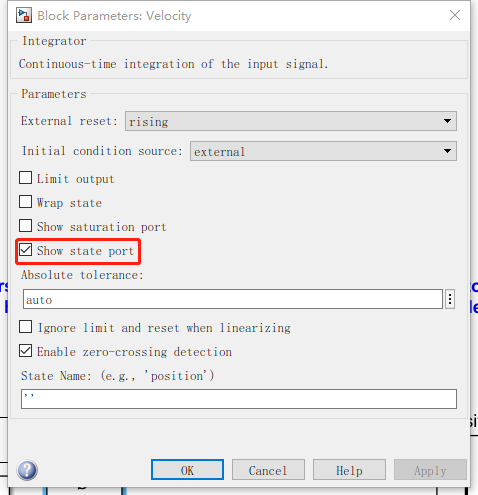 Block Parameters: Velocity
Integrator
Continuous-time integration of the input signal.
Parameters
External reset: rising
Initial condition source: external
Limit output
Wrap state
Show saturation port
Show state port
Absolute tolerance:
auto
Ignore limit and reset when linearizing
Enable zero-crossing detection
State Name: (e.g., 'position')
''
OK Cancel Help Apply